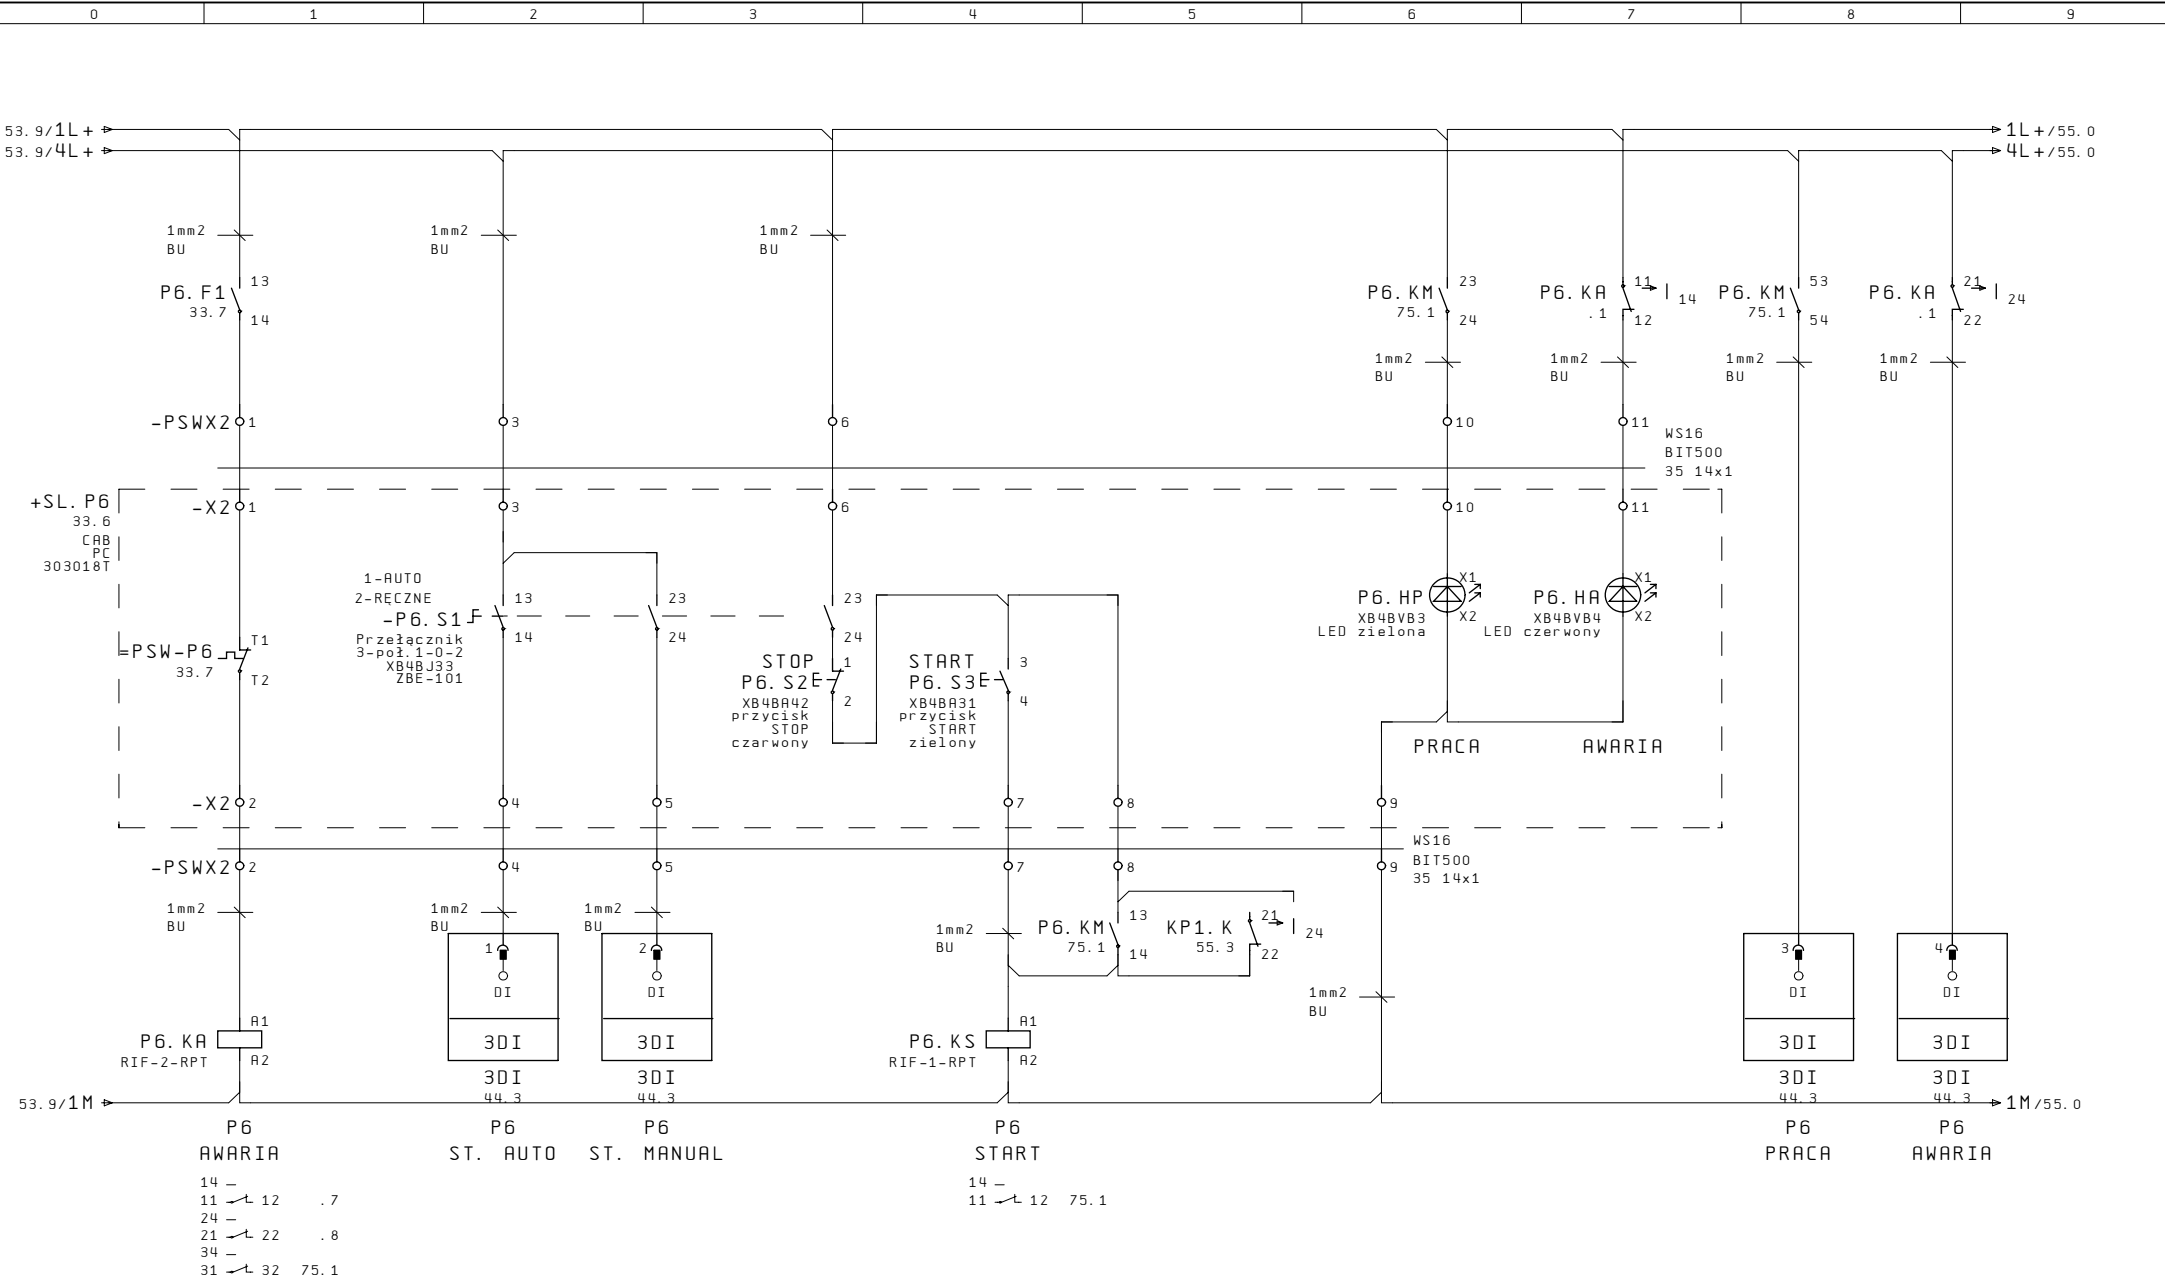 0 1 2 3 4 5 6 7 8 9
53.9/1L+ 1L+/55.0
53.9/4L+ 4L+/55.0
1mm2 1mm2 1mm2
BU BU BU
13 23 11 53 21
P6.F1 P6.KM P6.KA 14 P6.KM P6.KA 24
33.7 75.1 .1 75.1 .1
14 24 12 54 22
1mm2 1mm2 1mm2 1mm2
BU BU BU BU
-PSWX2 1 3 6 10 11
WS16
BIT500
35 14x1
+SL.P6
33.6
CAB
PC
303018T
-X2 1 3 6 10 11
1-AUTO
2-RĘCZNE
-P6.S1
Przełącznik
3-poł.1-0-2
XB4BJ33
ZBE-101
13 23 23
14 24 24
=PSW-P6
33.7
T1
T2
STOP
P6.S2
XB4BA42
przycisk
STOP
czarwony
1
2
START
P6.S3
XB4BA31
przycisk
START
zielony
3
4
X1 X1
P6.HP P6.HA
XB4BVB3 XB4BVB4
X2 X2
LED zielona LED czerwony
PRACA AWARIA
-X2 2 4 5 7 8 9
WS16
BIT500
35 14x1
-PSWX2 2 4 5 7 8 9
1mm2 1mm2 1mm2
BU BU BU
1mm2
BU
13 21
P6.KM KP1.K 24
75.1 55.3
14 22
1mm2
BU
1 2 3 4
DI DI DI DI
A1 A1
P6.KA 3DI 3DI P6.KS 3DI 3DI
RIF-2-RPT RIF-1-RPT
A2 A2
3DI 3DI 3DI 3DI
44.3 44.3 44.3 44.3
53.9/1M 1M/55.0
P6 P6 P6 P6 P6 P6
AWARIA ST. AUTO ST. MANUAL START PRACA AWARIA
14 14
11 12 .7 11 12 75.1
24
21 22 .8
34
31 32 75.1